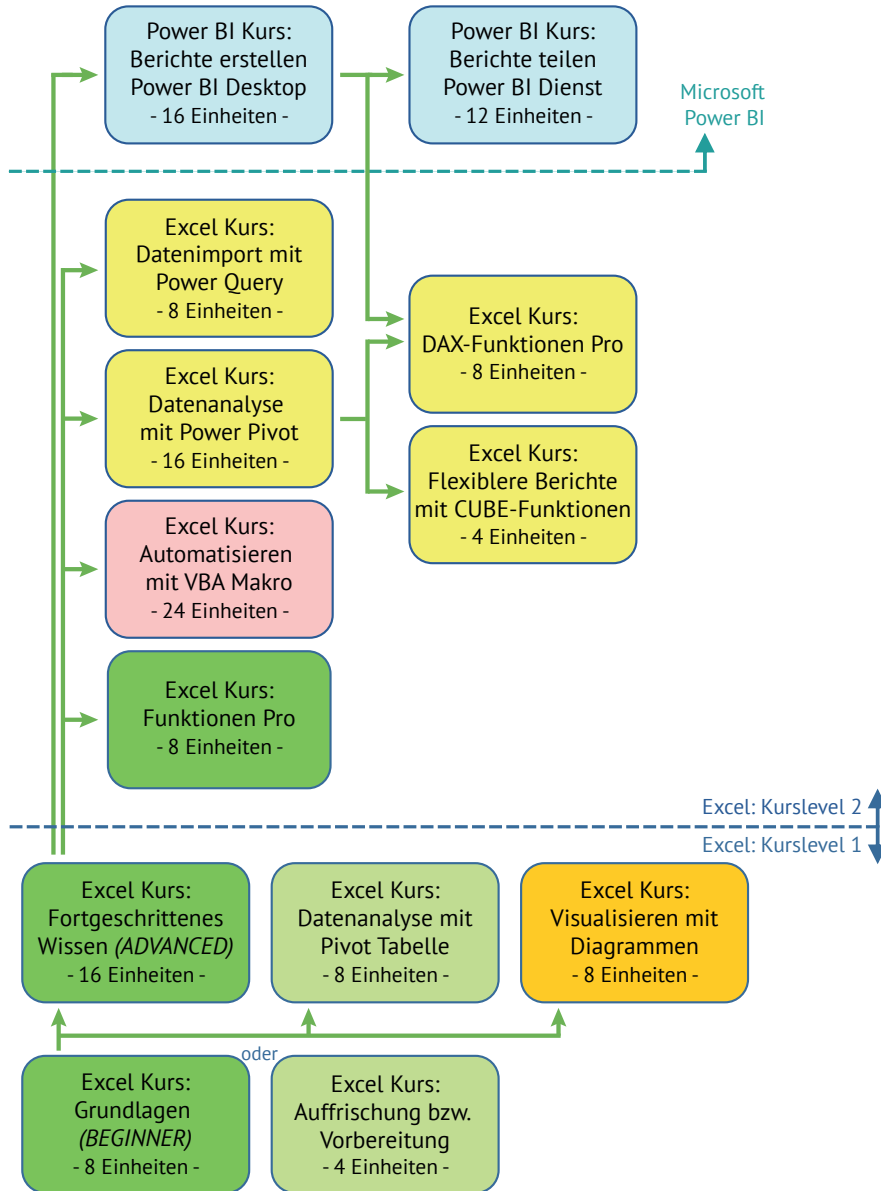 Power BI Kurs:
Berichte erstellen
Power BI Desktop
- 16 Einheiten -
Power BI Kurs:
Berichte teilen
Power BI Dienst
- 12 Einheiten -
Microsoft
Power BI
Excel Kurs:
Datenimport mit
Power Query
- 8 Einheiten -
Excel Kurs:
DAX-Funktionen Pro
- 8 Einheiten -
Excel Kurs:
Datenanalyse
mit Power Pivot
- 16 Einheiten -
Excel Kurs:
Flexiblere Berichte
mit CUBE-Funktionen
- 4 Einheiten -
Excel Kurs:
Automatisieren
mit VBA Makro
- 24 Einheiten -
Excel Kurs:
Funktionen Pro
- 8 Einheiten -
Excel: Kurslevel 2
Excel: Kurslevel 1
Excel Kurs:
Fortgeschrittenes
Wissen (ADVANCED)
- 16 Einheiten -
Excel Kurs:
Datenanalyse mit
Pivot Tabelle
- 8 Einheiten -
Excel Kurs:
Visualisieren mit
Diagrammen
- 8 Einheiten -
oder
Excel Kurs:
Grundlagen
(BEGINNER)
- 8 Einheiten -
Excel Kurs:
Auffrischung bzw.
Vorbereitung
- 4 Einheiten -